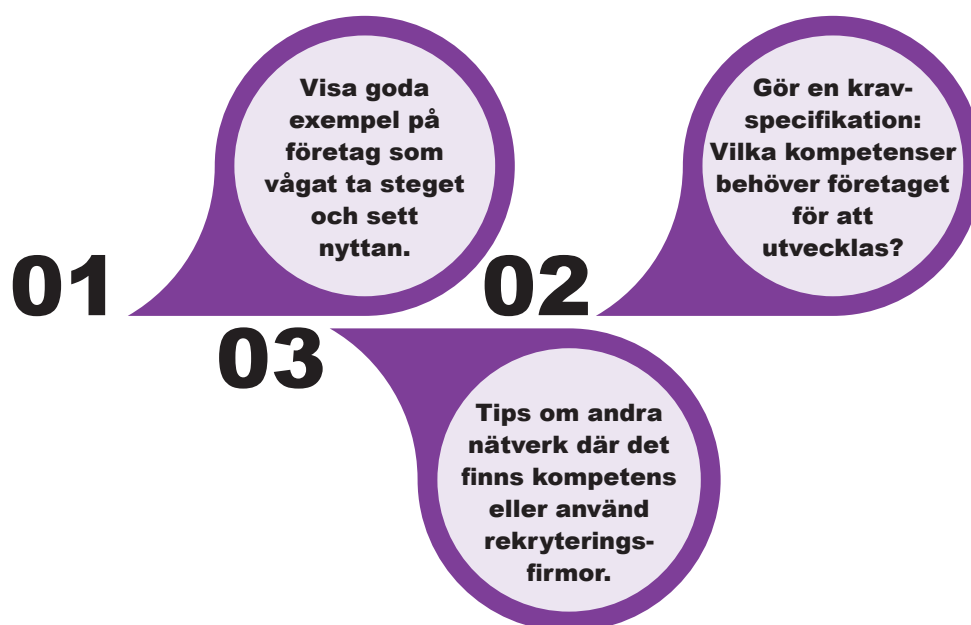 01
Visa goda
exempel på
företag som
vågat ta steget
och sett
nyttan.
02
Gör en krav-
specifikation:
Vilka kompetenser
behöver företaget
för att
utvecklas?
03
Tips om andra
nätverk där det
finns kompetens
eller använd
rekryterings-
firmor.